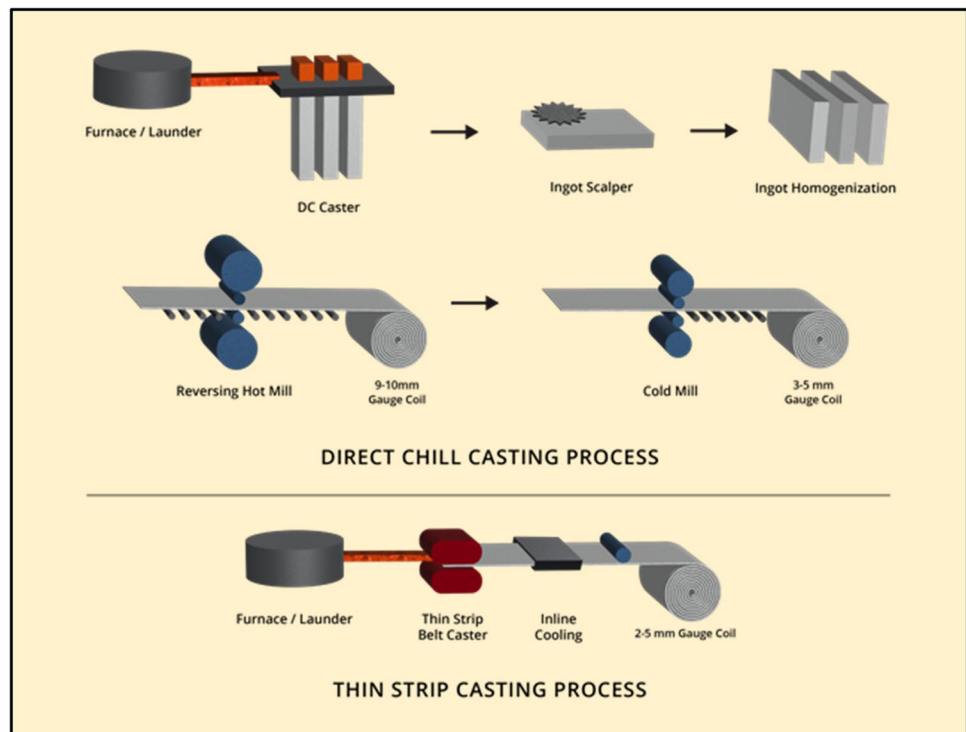 Furnace / Launder
DC Caster
Ingot Scalper
Ingot Homogenization
Reversing Hot Mill
9-10mm
Gauge Coil
Cold Mill
3-5 mm
Gauge Coil
DIRECT CHILL CASTING PROCESS
Furnace / Launder
Thin Strip
Belt Caster
Inline
Cooling
2-5 mm Gauge Coil
THIN STRIP CASTING PROCESS